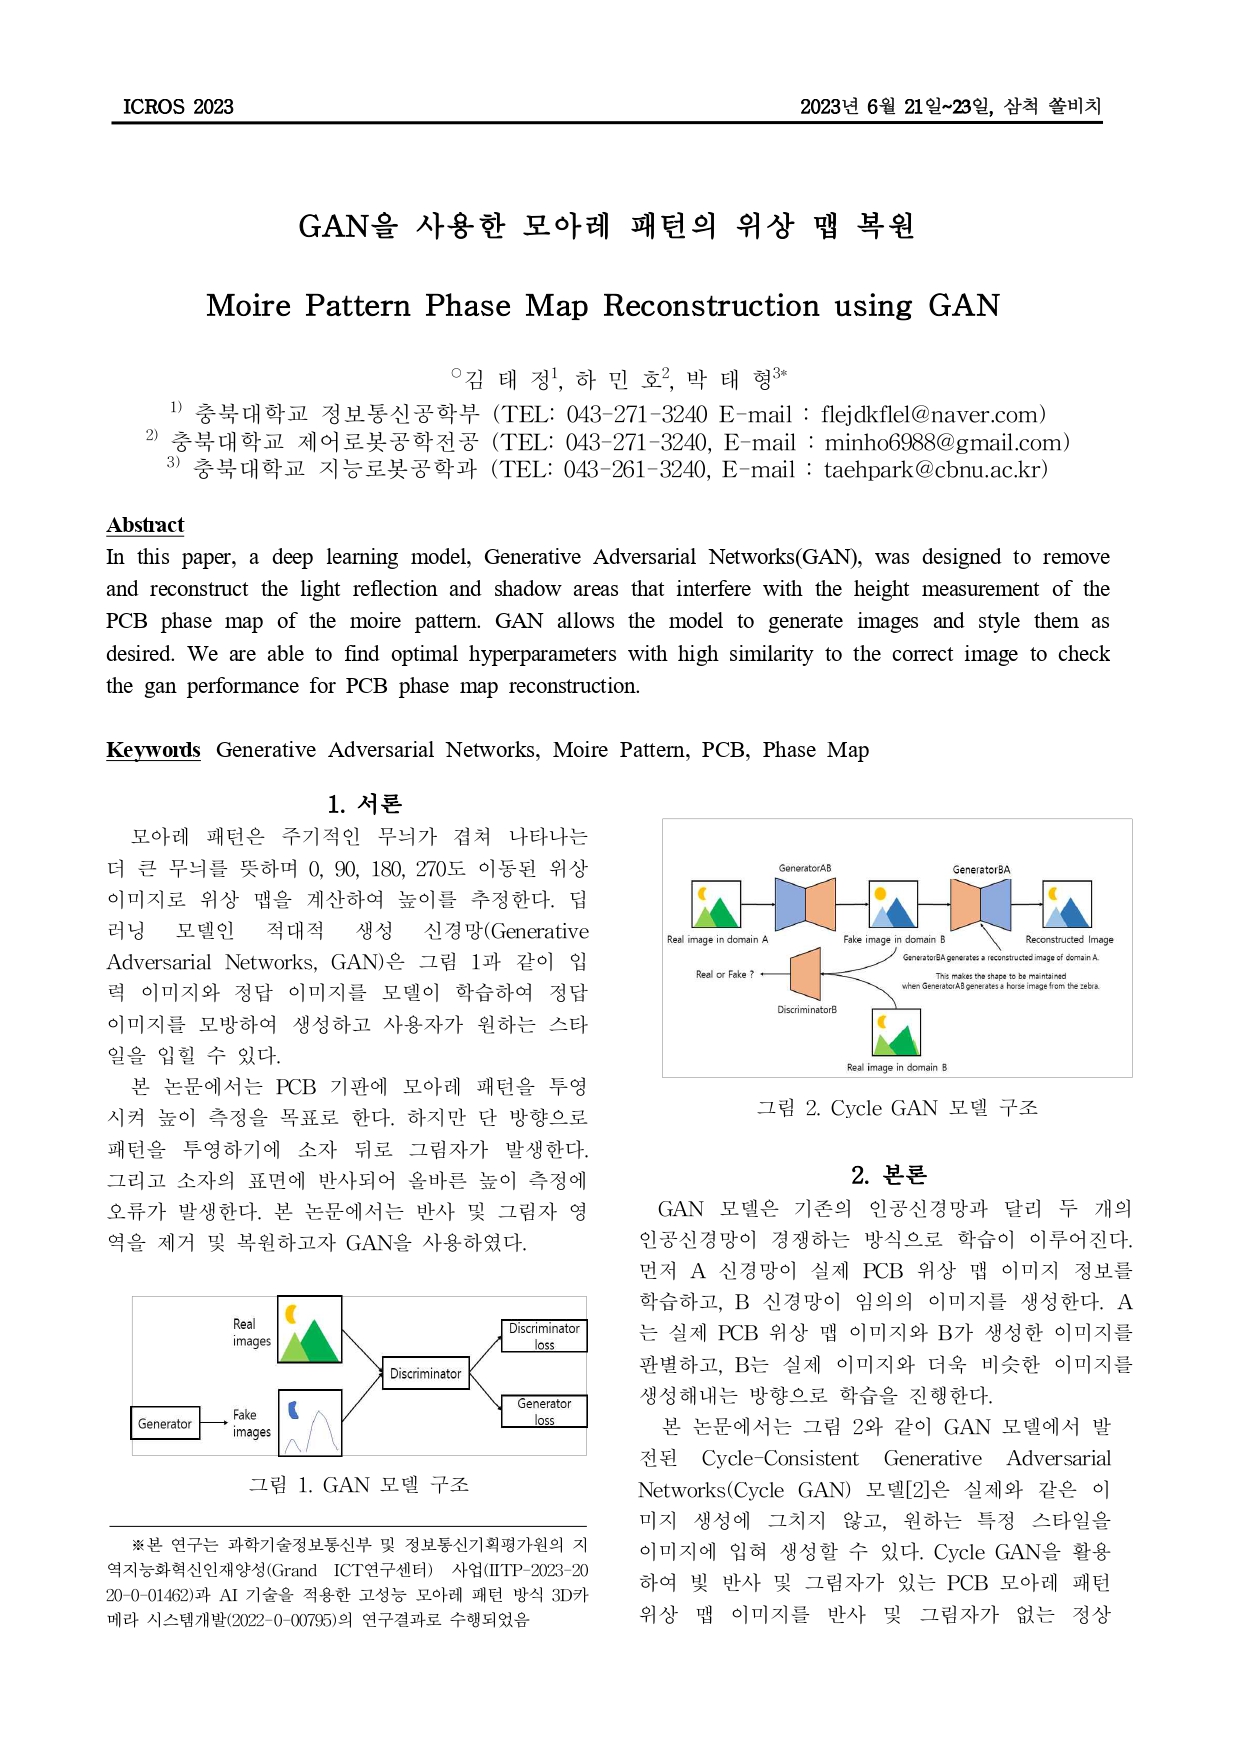 ICROS 2023
2023년 6월 21일~23일, 삼척 쏠비치
GAN을 사용한 모아레 패턴의 위상 맵 복원
Moire Pattern Phase Map Reconstruction using GAN
○김 태 정1, 하 민 호2, 박 태 형3*
1) 충북대학교 정보통신공학부 (TEL: 043-271-3240 E-mail : flejdkflel@naver.com)
2) 충북대학교 제어로봇공학전공 (TEL: 043-271-3240, E-mail : minho6988@gmail.com)
3) 충북대학교 지능로봇공학과 (TEL: 043-261-3240, E-mail : taehpark@cbnu.ac.kr)
Abstract
In this paper, a deep learning model, Generative Adversarial Networks(GAN), was designed to remove
and reconstruct the light reflection and shadow areas that interfere with the height measurement of the
PCB phase map of the moire pattern. GAN allows the model to generate images and style them as
desired. We are able to find optimal hyperparameters with high similarity to the correct image to check
the gan performance for PCB phase map reconstruction.
Keywords Generative Adversarial Networks, Moire Pattern, PCB, Phase Map
1. 서론
모아레 패턴은 주기적인 무늬가 겹쳐 나타나는
더 큰 무늬를 뜻하며 0, 90, 180, 270도 이동된 위상
이미지로 위상 맵을 계산하여 높이를 추정한다. 딥
러닝 모델인 적대적 생성 신경망(Generative
Adversarial Networks, GAN)은 그림 1과 같이 입
력 이미지와 정답 이미지를 모델이 학습하여 정답
이미지를 모방하여 생성하고 사용자가 원하는 스타
일을 입힐 수 있다.
본 논문에서는 PCB 기판에 모아레 패턴을 투영
시켜 높이 측정을 목표로 한다. 하지만 단 방향으로
패턴을 투영하기에 소자 뒤로 그림자가 발생한다.
그리고 소자의 표면에 반사되어 올바른 높이 측정에
오류가 발생한다. 본 논문에서는 반사 및 그림자 영
역을 제거 및 복원하고자 GAN을 사용하였다.
Real
images
Generator
Fake
images
Discriminator
Discriminator
loss
Generator
loss
그림 1. GAN 모델 구조
※본 연구는 과학기술정보통신부 및 정보통신기획평가원의 지
역지능화혁신인재양성(Grand ICT연구센터) 사업(IITP-2023-20
20-0-01462)과 AI 기술을 적용한 고성능 모아레 패턴 방식 3D카
메라 시스템개발(2022-0-00795)의 연구결과로 수행되었음
GeneratorAB
GeneratorBA
Real image in domain A
Fake image in domain B
Reconstructed Image
GeneratorBA generates a reconstructed image of domain A.
Real or Fake ?
This makes the shape to be maintained
when GeneratorAB generates a horse image from the zebra.
DiscriminatorB
Real image in domain B
그림 2. Cycle GAN 모델 구조
2. 본론
GAN 모델은 기존의 인공신경망과 달리 두 개의
인공신경망이 경쟁하는 방식으로 학습이 이루어진다.
먼저 A 신경망이 실제 PCB 위상 맵 이미지 정보를
학습하고, B 신경망이 임의의 이미지를 생성한다. A
는 실제 PCB 위상 맵 이미지와 B가 생성한 이미지를
판별하고, B는 실제 이미지와 더욱 비슷한 이미지를
생성해내는 방향으로 학습을 진행한다.
본 논문에서는 그림 2와 같이 GAN 모델에서 발
전된 Cycle-Consistent Generative Adversarial
Networks(Cycle GAN) 모델[2]은 실제와 같은 이
미지 생성에 그치지 않고, 원하는 특정 스타일을
이미지에 입혀 생성할 수 있다. Cycle GAN을 활용
하여 빛 반사 및 그림자가 있는 PCB 모아레 패턴
위상 맵 이미지를 반사 및 그림자가 없는 정상